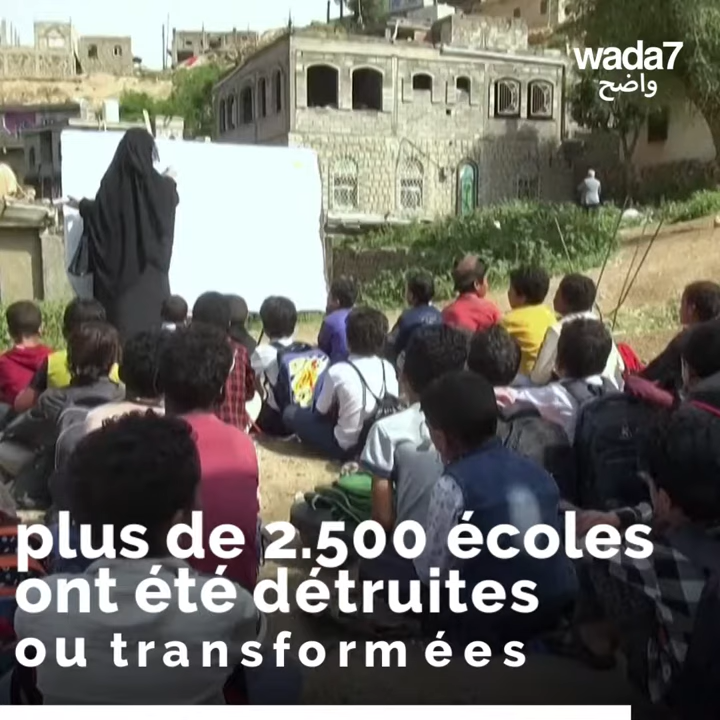 wada7
واضح
plus de 2.500 écoles
ont été détruites
ou transformées